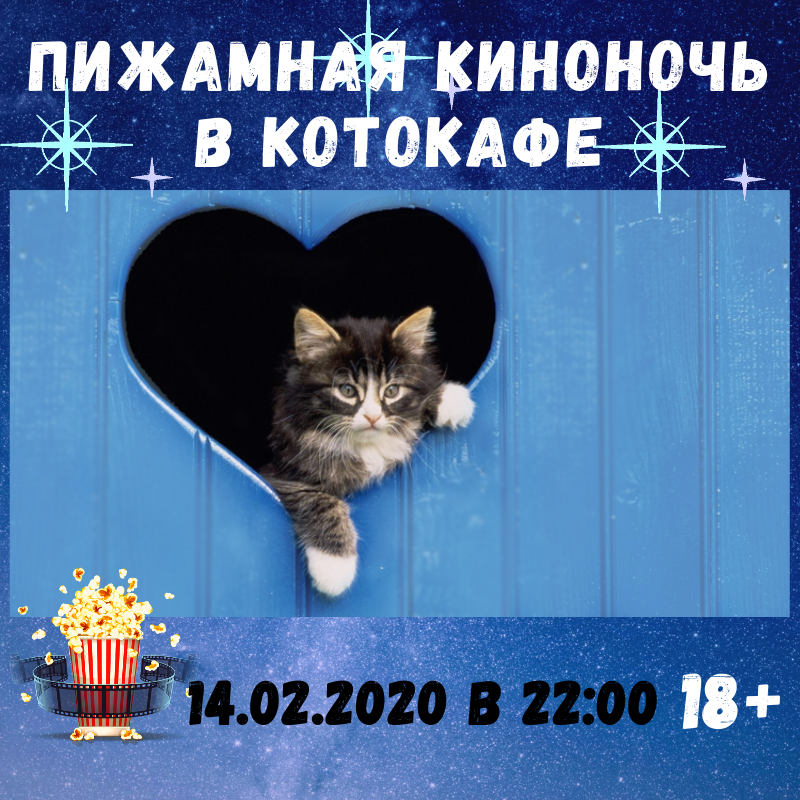 ПИЖАМНАЯ КИНОНОЧЬ
В КОТОКАФЕ
14.02.2020 В 22:00 18+